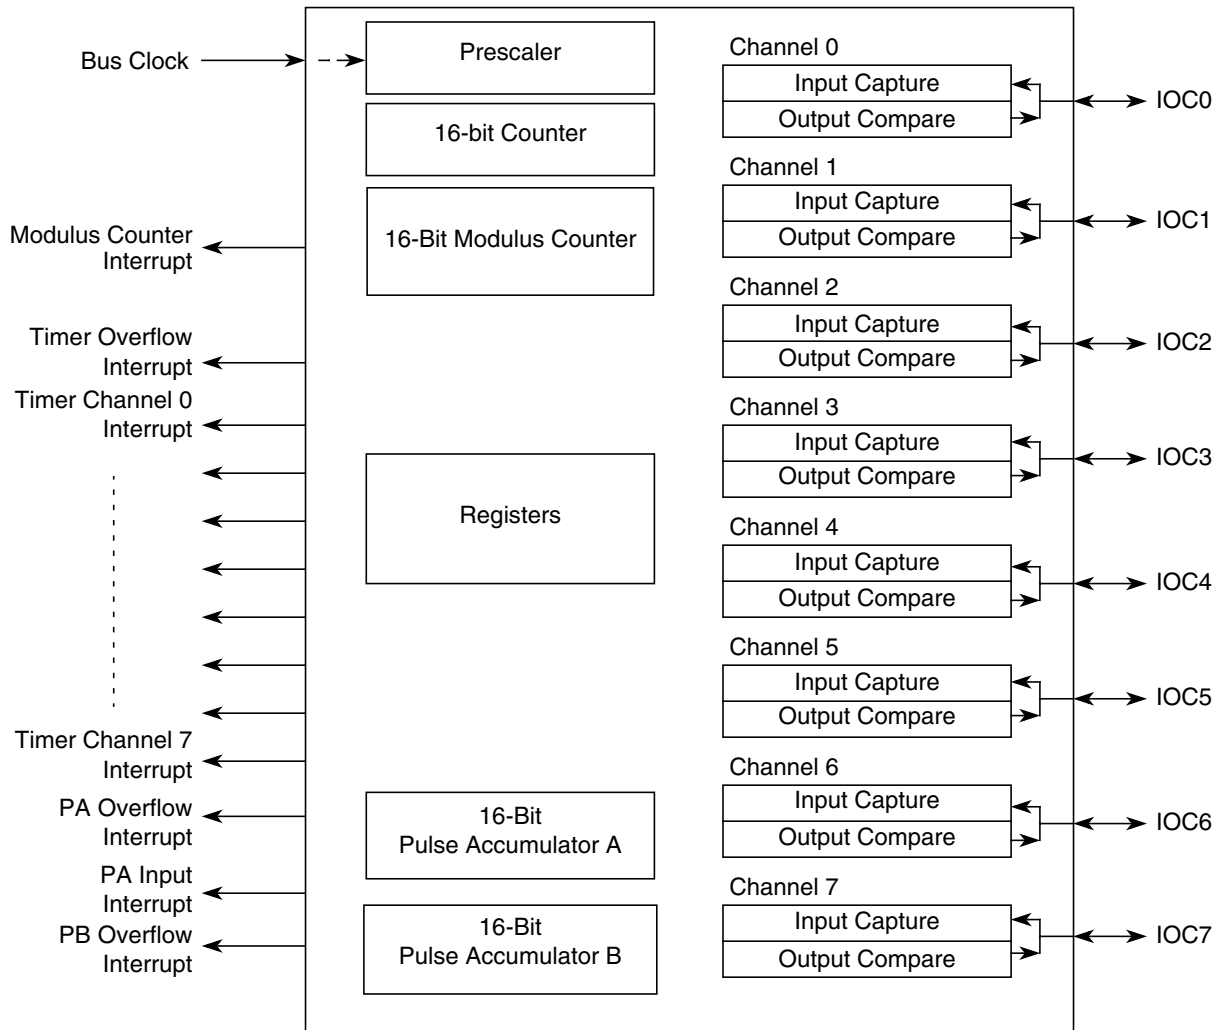 Bus Clock
Modulus Counter
Interrupt
Timer Overflow
Interrupt
Timer Channel 0
Interrupt
Timer Channel 7
Interrupt
PA Overflow
Interrupt
PA Input
Interrupt
PB Overflow
Interrupt
Prescaler
16-bit Counter
16-Bit Modulus Counter
Registers
16-Bit
Pulse Accumulator A
16-Bit
Pulse Accumulator B
Channel 0
Input Capture
Output Compare
IOC0
Channel 1
Input Capture
Output Compare
IOC1
Channel 2
Input Capture
Output Compare
IOC2
Channel 3
Input Capture
Output Compare
IOC3
Channel 4
Input Capture
Output Compare
IOC4
Channel 5
Input Capture
Output Compare
IOC5
Channel 6
Input Capture
Output Compare
IOC6
Channel 7
Input Capture
Output Compare
IOC7